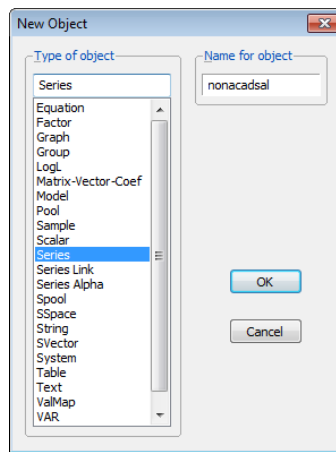 New Object
Type of object
Name for object
Series
nonacadsal
Equation
Factor
Graph
Group
LogL
Matrix-Vector-Coef
Model
Pool
Sample
Scalar
Series
Series Link
Series Alpha
Spool
SSpace
String
SVector
System
Table
Text
ValMap
VAR
OK
Cancel